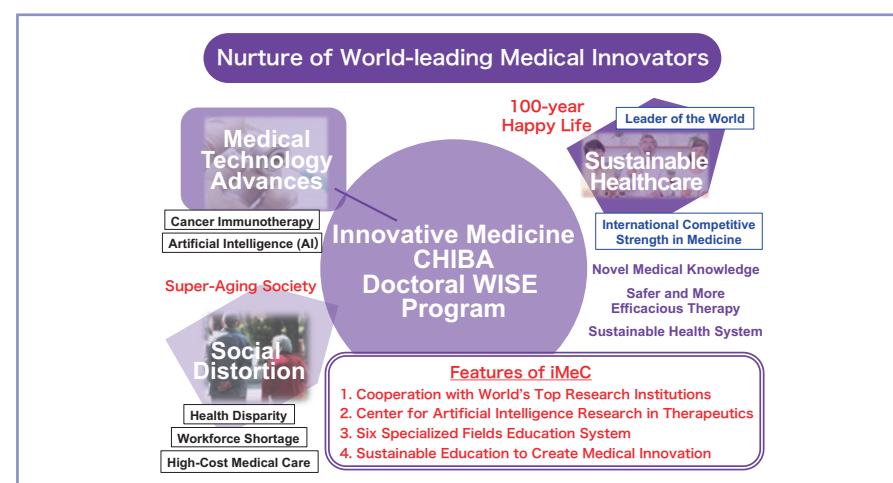 Nurture of World-leading Medical Innovators
Medical
Technology
Advances
Cancer Immunotherapy
Artificial Intelligence (AI)
Super-Aging Society
Social
Distortion
Health Disparity
Workforce Shortage
High-Cost Medical Care
Innovative Medicine
CHIBA
Doctoral WISE
Program
100-year
Happy Life
Leader of the World
Sustainable
Healthcare
International Competitive
Strength in Medicine
Novel Medical Knowledge
Safer and More
Efficacious Therapy
Sustainable Health System
Features of iMeC
1. Cooperation with World's Top Research Institutions
2. Center for Artificial Intelligence Research in Therapeutics
3. Six Specialized Fields Education System
4. Sustainable Education to Create Medical Innovation